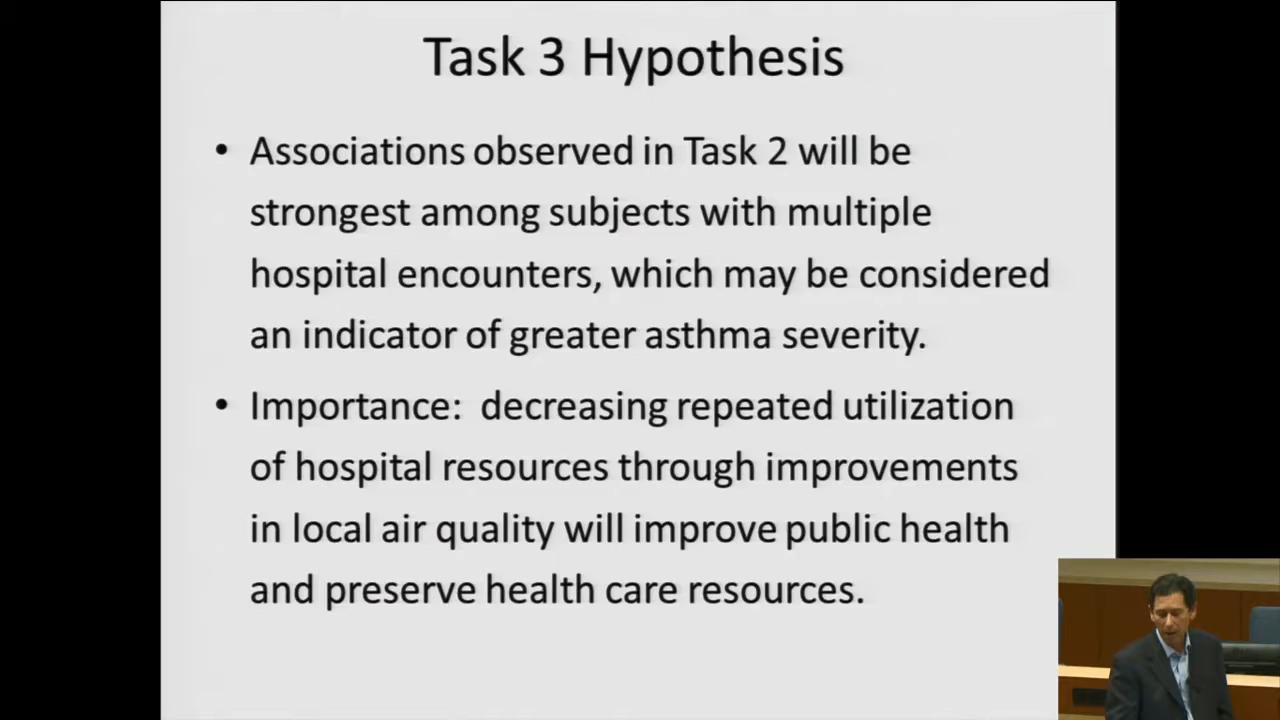 Task 3 Hypothesis
• Associations observed in Task 2 will be
strongest among subjects with multiple
hospital encounters, which may be considered
an indicator of greater asthma severity.
• Importance:  decreasing repeated utilization
of hospital resources through improvements
in local air quality will improve public health
and preserve health care resources.